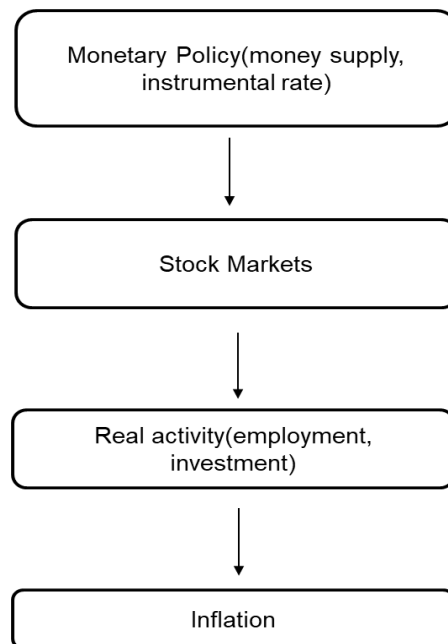 Monetary Policy(money supply,
instrumental rate)
Stock Markets
Real activity(employment,
investment)
Inflation